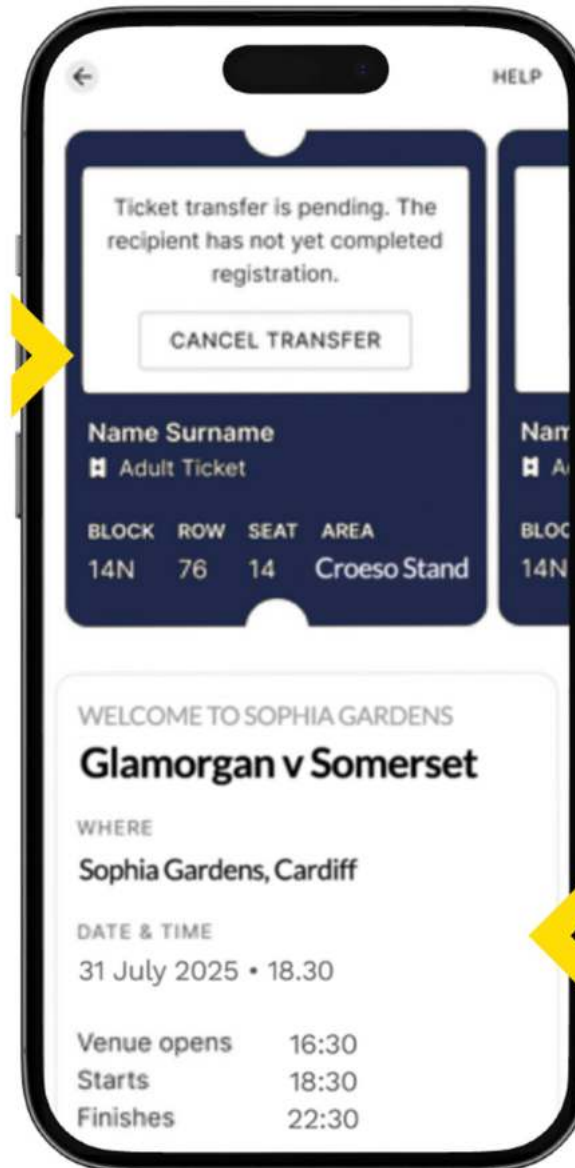 HELP
Ticket transfer is pending. The
recipient has not yet completed
registration.
CANCEL TRANSFER
Name Surname
Adult Ticket
BLOCK ROW SEAT AREA
14N 76 14 Croeso Stand
Nam
A
BLOC
14N
WELCOME TO SOPHIA GARDENS
Glamorgan v Somerset
WHERE
Sophia Gardens, Cardiff
DATE & TIME
31 July 2025 • 18.30
Venue opens 16:30
Starts 18:30
Finishes 22:30